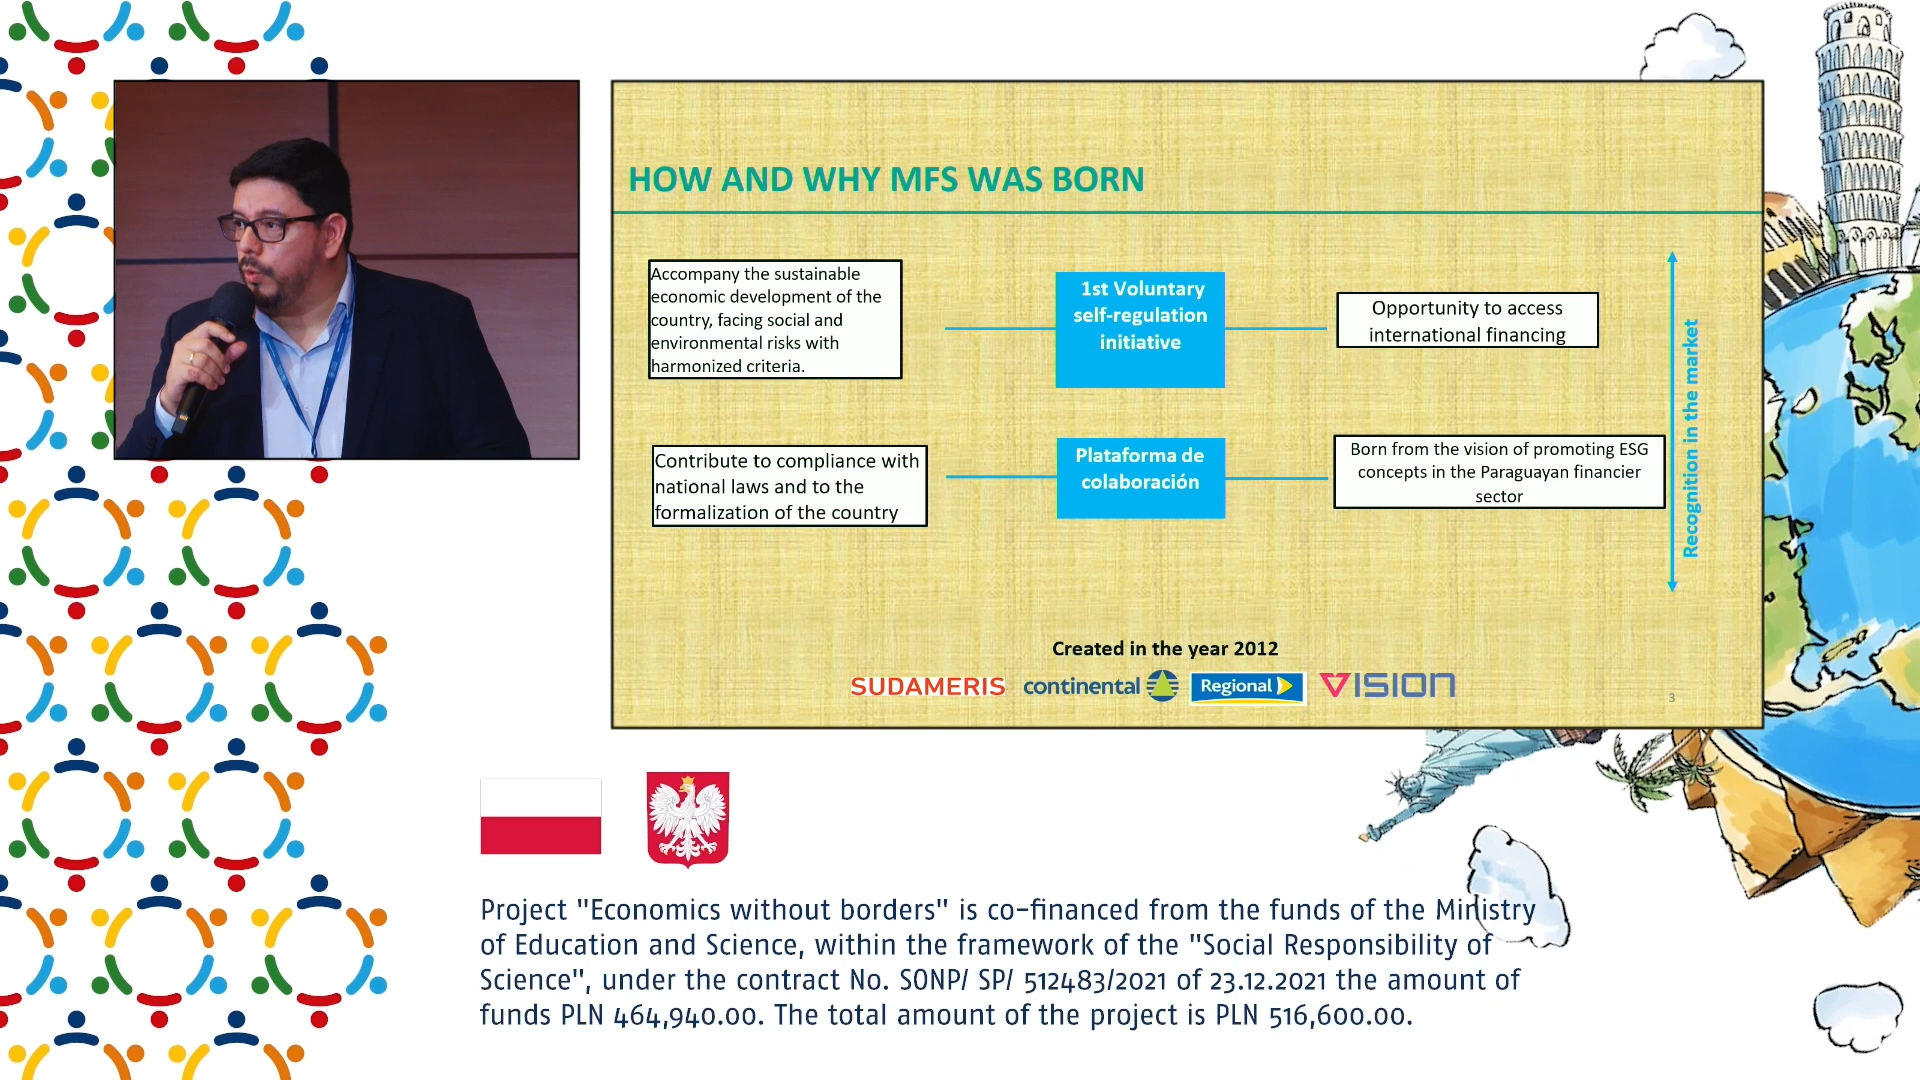 HOW AND WHY MFS WAS BORN
Accompany the sustainable
economic development of the
country, facing social and
environmental risks with
harmonized criteria.
1st Voluntary
self-regulation
initiative
Opportunity to access
international financing
Contribute to compliance with
national laws and to the
formalization of the country
Plataforma de
colaboración
Born from the vision of promoting ESG
concepts in the Paraguayan financier
sector
Recognition in the market
Created in the year 2012
SUDAMERIS
continental
Regional
VISION
3
Project "Economics without borders" is co-financed from the funds of the Ministry
of Education and Science, within the framework of the "Social Responsibility of
Science", under the contract No. SONP/ SP/ 512483/2021 of 23.12.2021 the amount of
funds PLN 464,940.00. The total amount of the project is PLN 516,600.00.